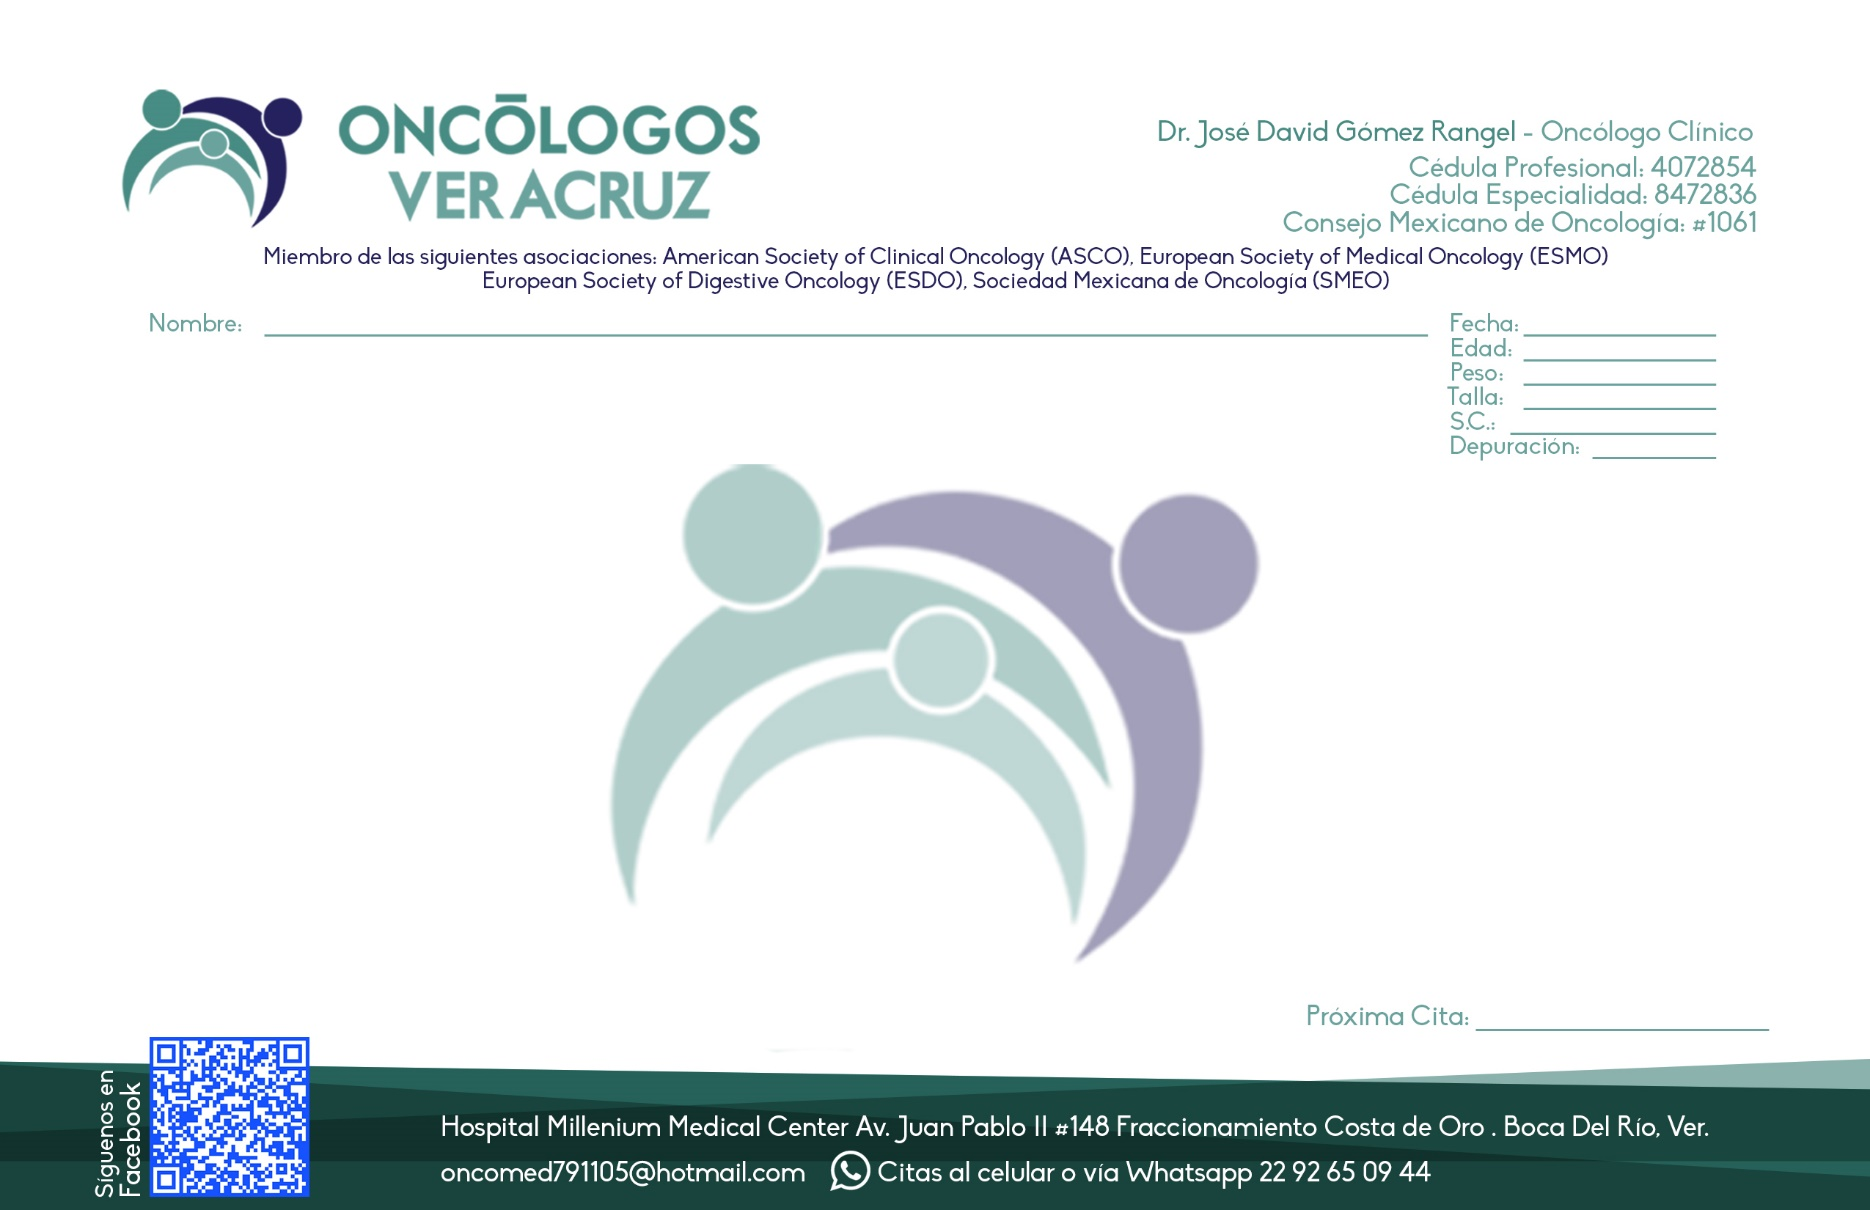 ONCŌLOGOS
VERACRUZ
Dr. José David Gómez Rangel - Oncólogo Clínico
Cédula Profesional: 4072854
Cédula Especialidad: 8472836
Consejo Mexicano de Oncología: #1061
Miembro de las siguientes asociaciones: American Society of Clinical Oncology (ASCO), European Society of Medical Oncology (ESMO)
European Society of Digestive Oncology (ESDO), Sociedad Mexicana de Oncología (SMEO)
Nombre:
Fecha:
Edad:
Peso:
Talla:
S.C.:
Depuración:
Próxima Cita:
Síguenos en
Facebook
Hospital Millenium Medical Center Av. Juan Pablo II #148 Fraccionamiento Costa de Oro . Boca Del Río, Ver.
oncomed791105@hotmail.com Citas al celular o vía Whatsapp 22 92 65 09 44